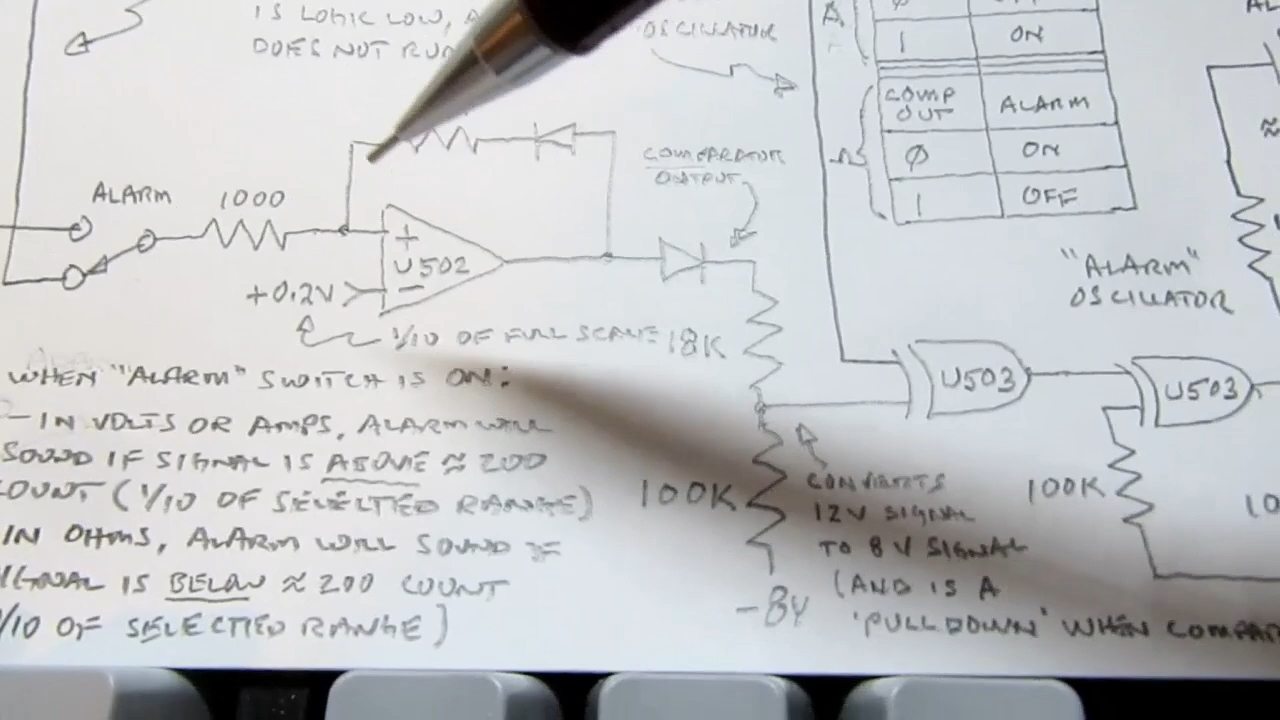 IS LOGIC LOW,
DOES NOT RUN
OSCILLATOR
1
ON
COMP OUT
ALARM
0
ON
1
OFF
COMPARATOR
OUTPUT
ALARM
1000
+
U502
-
+0.2V
1/10 OF FULL SCALE
18K
"ALARM"
OSCILLATOR
U503
U503
WHEN "ALARM" SWITCH IS ON:
- IN VOLTS OR AMPS, ALARM WILL
SOUND IF SIGNAL IS ABOVE ≈ 200
COUNT (1/10 OF SELECTED RANGE)
IN OHMS, ALARM WILL SOUND IF
SIGNAL IS BELOW ≈ 200 COUNT
1/10 OF SELECTED RANGE)
100K
CONVERTS
12V SIGNAL
TO 8V SIGNAL
(AND IS A
'PULLDOWN' WHEN COMPAR
-8V
100K
10